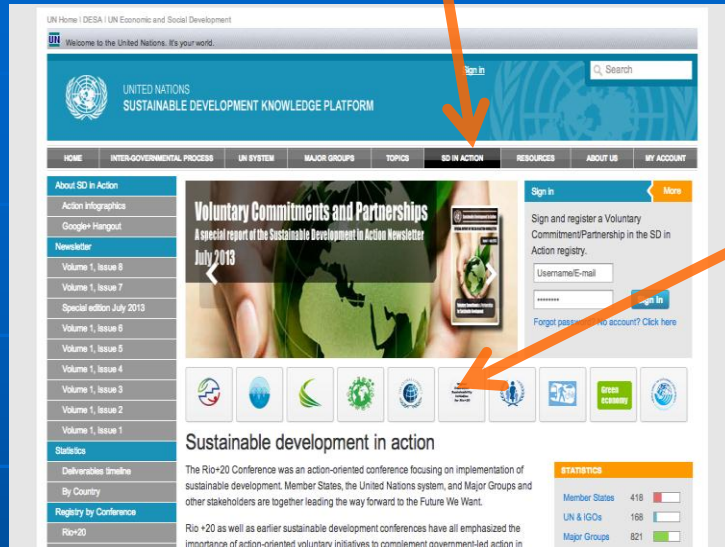 UN Home | DESA | UN Economic and Social Development
UN Welcome to the United Nations. It's your world.
Sign In
Search
UNITED NATIONS
SUSTAINABLE DEVELOPMENT KNOWLEDGE PLATFORM
HOME INTER-GOVERNMENTAL PROCESS UN SYSTEM MAJOR GROUPS TOPICS SD IN ACTION RESOURCES ABOUT US MY ACCOUNT
About SD in Action
Action Infographics
Google+ Hangout
Newsletter
Volume 1, Issue 8
Volume 1, Issue 7
Special edition July 2013
Volume 1, Issue 6
Volume 1, Issue 5
Volume 1, Issue 4
Volume 1, Issue 3
Volume 1, Issue 2
Volume 1, Issue 1
Statistics
Deliverables timeline
By Country
Registry by Conference
Rio+20
Voluntary Commitments and Partnerships
A special report of the Sustainable Development in Action Newsletter
July 2013
Sign in More
Sign and register a Voluntary
Commitment/Partnership in the SD in
Action registry.
Username/E-mail
Sign In
Forgot password? No account? Click here
Green
economy
Sustainable development in action
The Rio+20 Conference was an action-oriented conference focusing on implementation of
sustainable development. Member States, the United Nations system, and Major Groups and
other stakeholders are together leading the way forward to the Future We Want.
Rio +20 as well as earlier sustainable development conferences have all emphasized the
importance of action-oriented voluntary initiatives to complement government-led action in
STATISTICS
Member States 418
UN & IGOs 168
Major Groups 821